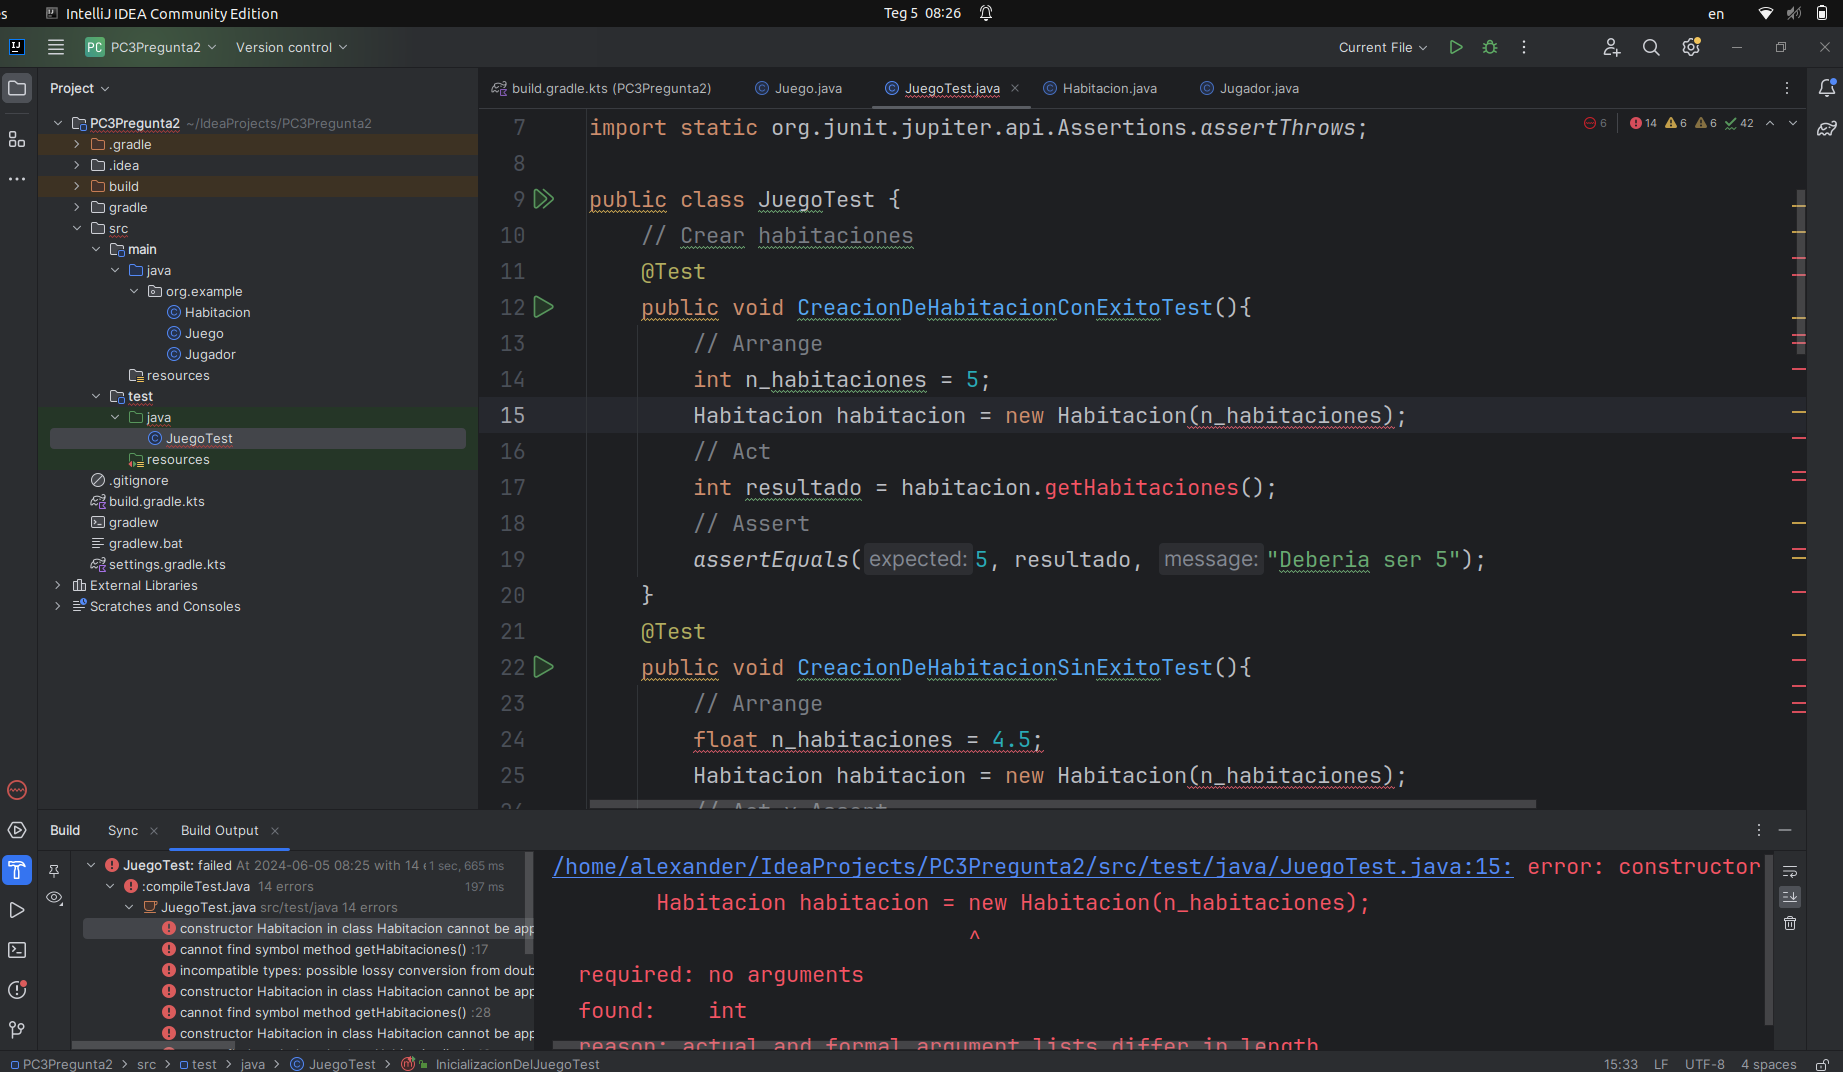 es IntelliJ IDEA Community Edition Teg 5 08:26 en
IJ PC PC3Pregunta2 Version control Current File
Project
PC3Pregunta2 ~/IdeaProjects/PC3Pregunta2
.gradle
.idea
build
gradle
src
main
java
org.example
Habitacion
Juego
Jugador
resources
test
java
JuegoTest
resources
.gitignore
build.gradle.kts
gradlew
gradlew.bat
settings.gradle.kts
External Libraries
Scratches and Consoles
build.gradle.kts (PC3Pregunta2) Juego.java JuegoTest.java Habitacion.java Jugador.java
6 14 6 6 42
7 import static org.junit.jupiter.api.Assertions.assertThrows;
8
9 public class JuegoTest {
10 // Crear habitaciones
11 @Test
12 public void CreacionDeHabitacionConExitoTest(){
13 // Arrange
14 int n_habitaciones = 5;
15 Habitacion habitacion = new Habitacion(n_habitaciones);
16 // Act
17 int resultado = habitacion.getHabitaciones();
18 // Assert
19 assertEquals( expected: 5, resultado, message: "Deberia ser 5");
20 }
21 @Test
22 public void CreacionDeHabitacionSinExitoTest(){
23 // Arrange
24 float n_habitaciones = 4.5;
25 Habitacion habitacion = new Habitacion(n_habitaciones);
Build Sync Build Output
JuegoTest: failed At 2024-06-05 08:25 with 14 1 sec, 665 ms
:compileTestJava 14 errors 197 ms
JuegoTest.java src/test/java 14 errors
constructor Habitacion in class Habitacion cannot be app
cannot find symbol method getHabitaciones() :17
incompatible types: possible lossy conversion from doub
constructor Habitacion in class Habitacion cannot be app
cannot find symbol method getHabitaciones() :28
constructor Habitacion in class Habitacion cannot be app
/home/alexander/IdeaProjects/PC3Pregunta2/src/test/java/JuegoTest.java:15: error: constructor
Habitacion habitacion = new Habitacion(n_habitaciones);
^
required: no arguments
found: int
reason: actual and formal argument lists differ in length
PC3Pregunta2 > src > test > java > JuegoTest > InicializacionDelJuegoTest 15:33 LF UTF-8 4 spaces